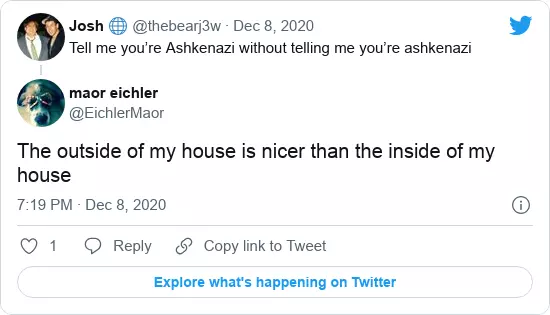 Josh 🌐 @thebearj3w · Dec 8, 2020
Tell me you’re Ashkenazi without telling me you’re ashkenazi
maor eichler
@EichlerMaor
The outside of my house is nicer than the inside of my
house
7:19 PM · Dec 8, 2020
1 Reply Copy link to Tweet
Explore what's happening on Twitter